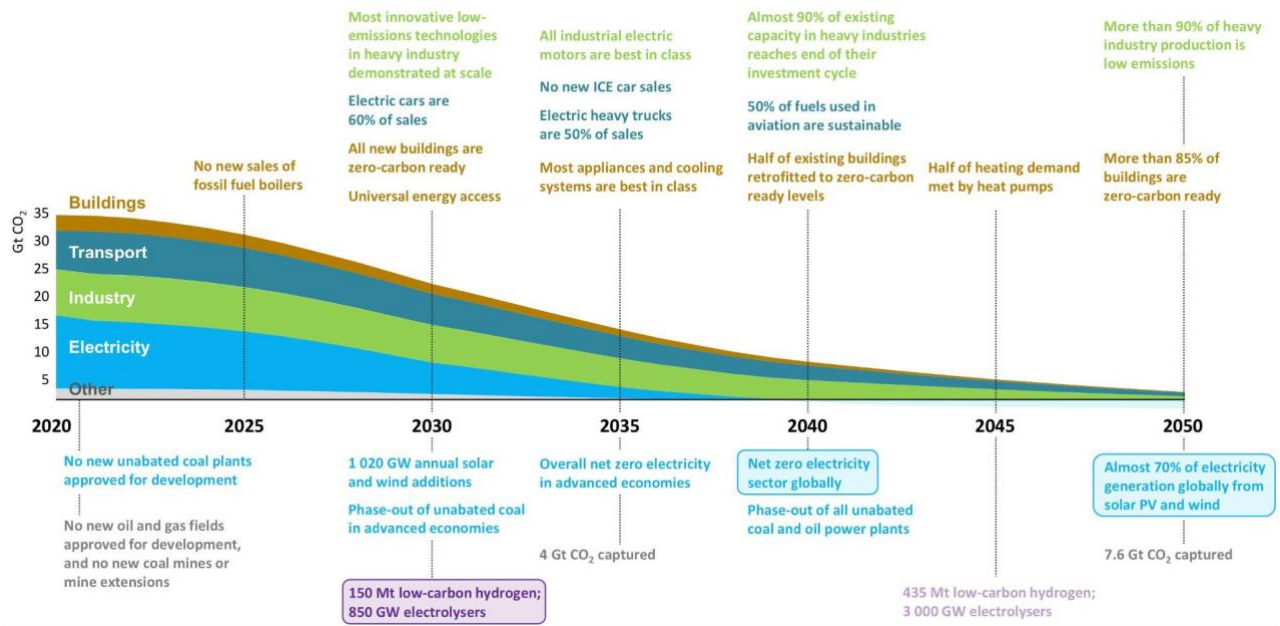 Most innovative low-
emissions technologies
in heavy industry
demonstrated at scale
Electric cars are
60% of sales
All new buildings are
zero-carbon ready
Universal energy access
All industrial electric
motors are best in class
No new ICE car sales
Electric heavy trucks
are 50% of sales
Most appliances and cooling
systems are best in class
Almost 90% of existing
capacity in heavy industries
reaches end of their
investment cycle
50% of fuels used in
aviation are sustainable
Half of existing buildings
retrofitted to zero-carbon
ready levels
More than 90% of heavy
industry production is
low emissions
More than 85% of
buildings are
zero-carbon ready
No new sales of
fossil fuel boilers
Half of heating demand
met by heat pumps
Gt CO₂
35
30
25
20
15
10
5
Buildings
Transport
Industry
Electricity
Other
2020
2025
2030
2035
2040
2045
2050
No new unabated coal plants
approved for development
No new oil and gas fields
approved for development,
and no new coal mines or
mine extensions
1 020 GW annual solar
and wind additions
Phase-out of unabated coal
in advanced economies
150 Mt low-carbon hydrogen;
850 GW electrolysers
Overall net zero electricity
in advanced economies
4 Gt CO₂ captured
Net zero electricity
sector globally
Phase-out of all unabated
coal and oil power plants
435 Mt low-carbon hydrogen;
3 000 GW electrolysers
Almost 70% of electricity
generation globally from
solar PV and wind
7.6 Gt CO₂ captured